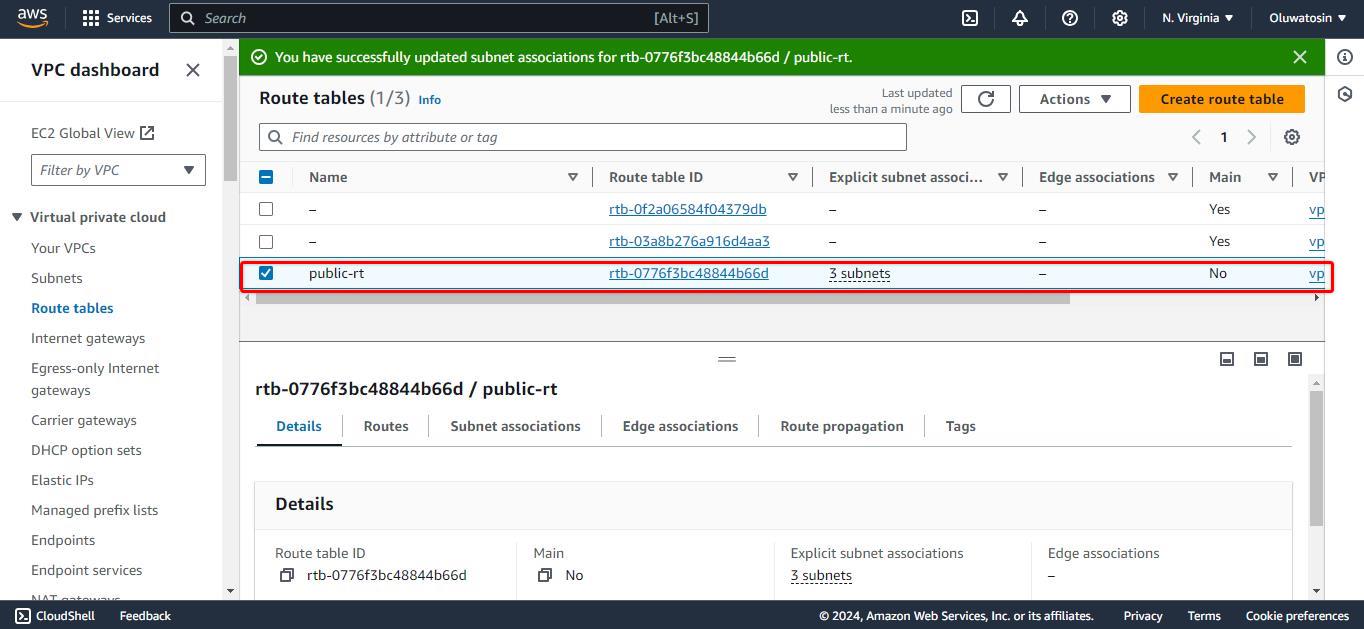 aws Services Search [Alt+S] N. Virginia Oluwatosin
VPC dashboard
EC2 Global View
Filter by VPC
Virtual private cloud
Your VPCs
Subnets
Route tables
Internet gateways
Egress-only Internet
gateways
Carrier gateways
DHCP option sets
Elastic IPs
Managed prefix lists
Endpoints
Endpoint services
NAT gateways
You have successfully updated subnet associations for rtb-0776f3bc48844b66d / public-rt.
Route tables (1/3) Info
Last updated
less than a minute ago
Actions
Create route table
Find resources by attribute or tag
1
Name Route table ID Explicit subnet associ... Edge associations Main VP
– rtb-0f2a06584f04379db – – Yes vp
– rtb-03a8b276a916d4aa3 – – Yes vp
public-rt rtb-0776f3bc48844b66d 3 subnets – No vp
rtb-0776f3bc48844b66d / public-rt
Details Routes Subnet associations Edge associations Route propagation Tags
Details
Route table ID Main Explicit subnet associations Edge associations
rtb-0776f3bc48844b66d No 3 subnets –
CloudShell Feedback © 2024, Amazon Web Services, Inc. or its affiliates. Privacy Terms Cookie preferences